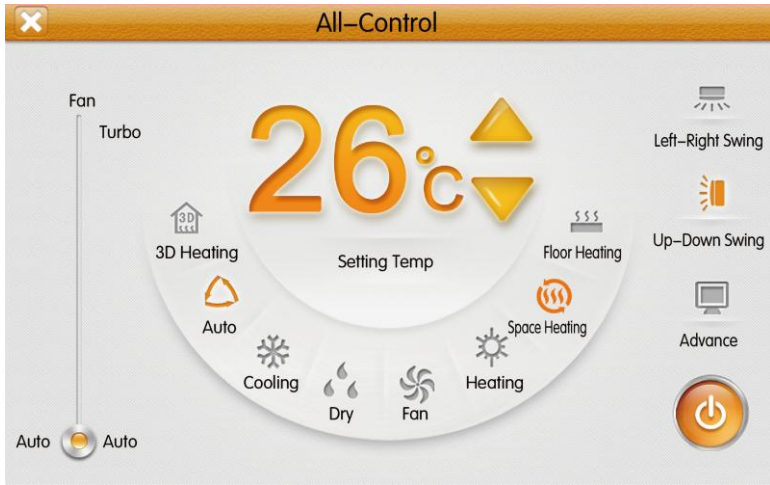 All-Control
Fan
Turbo
26°C
Left-Right Swing
3D
3D Heating
Setting Temp
Floor Heating
Up-Down Swing
Auto
Space Heating
Cooling
Heating
Advance
Dry
Fan
Auto
Auto